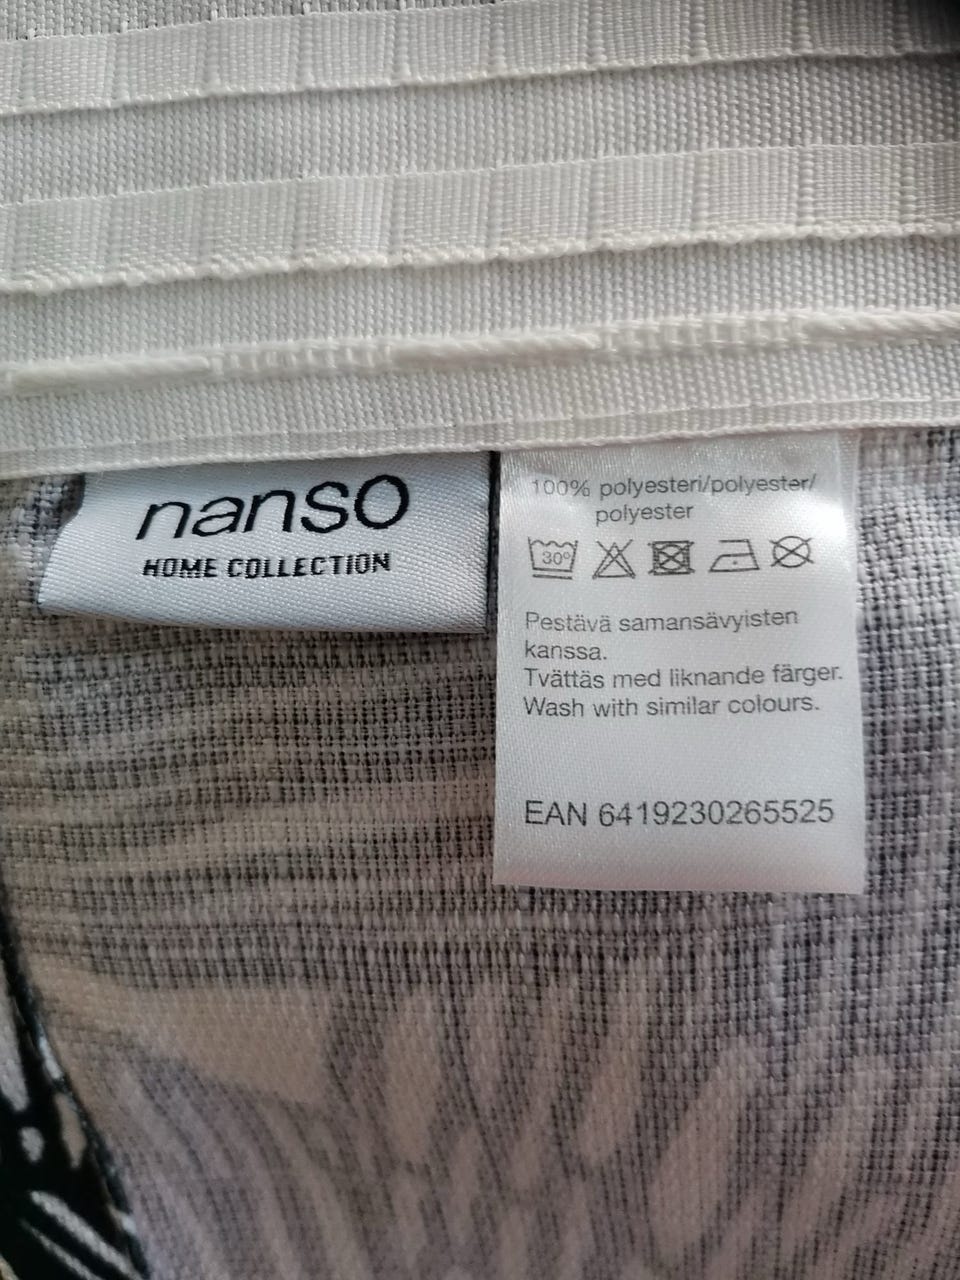 nanso
HOME COLLECTION
100% polyesteri/polyester/
polyester
30°
Pestävä samansävyisten
kanssa.
Tvättäs med liknande färger.
Wash with similar colours.
EAN 6419230265525